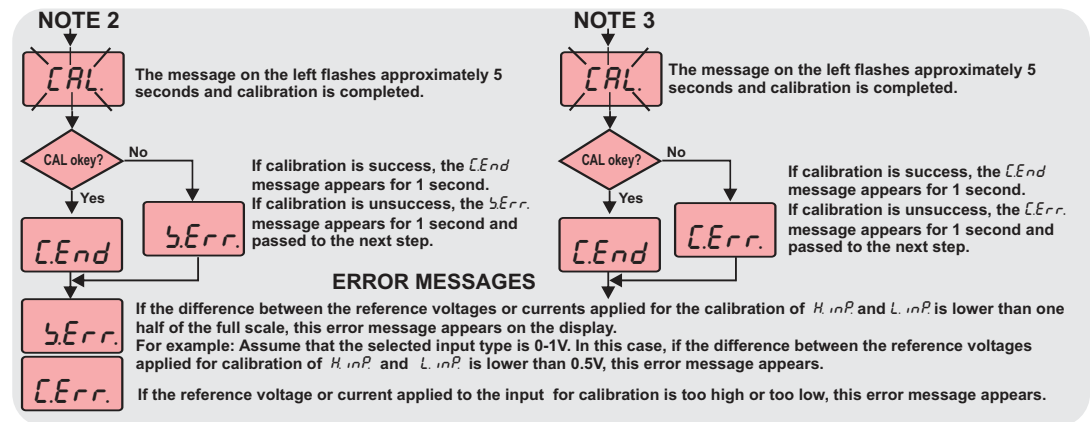 NOTE 2
CAL.
The message on the left flashes approximately 5
seconds and calibration is completed.
CAL okey?
No
Yes
If calibration is success, the C.End
message appears for 1 second.
If calibration is unsuccess, the S.Err.
message appears for 1 second and
passed to the next step.
S.Err.
C.End
NOTE 3
CAL.
The message on the left flashes approximately 5
seconds and calibration is completed.
CAL okey?
No
Yes
If calibration is success, the C.End
message appears for 1 second.
If calibration is unsuccess, the C.Err.
message appears for 1 second and
passed to the next step.
C.Err.
C.End
ERROR MESSAGES
S.Err.
If the difference between the reference voltages or currents applied for the calibration of H. inP. and L. inP. is lower than one
half of the full scale, this error message appears on the display.
For example: Assume that the selected input type is 0-1V. In this case, if the difference between the reference voltages
applied for calibration of H. inP. and L. inP. is lower than 0.5V, this error message appears.
C.Err.
If the reference voltage or current applied to the input for calibration is too high or too low, this error message appears.